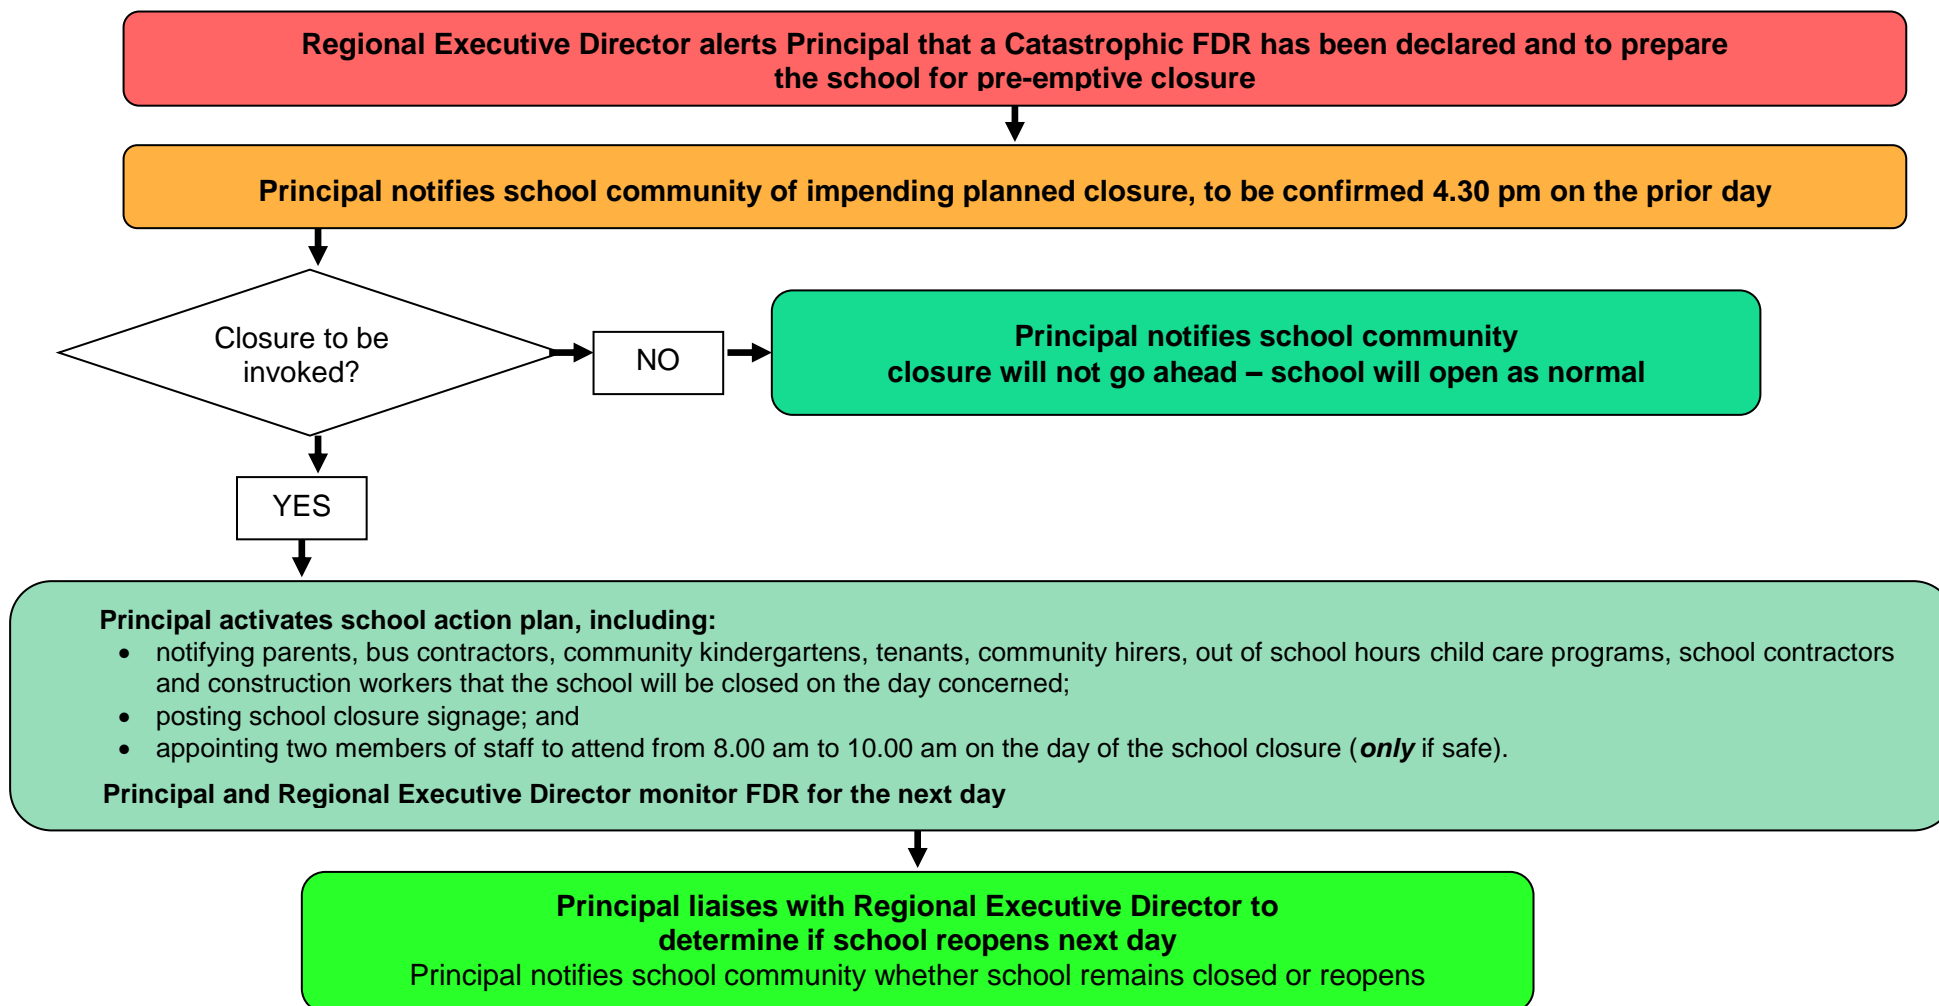 Regional Executive Director alerts Principal that a Catastrophic FDR has been declared and to prepare
the school for pre-emptive closure
Principal notifies school community of impending planned closure, to be confirmed 4.30 pm on the prior day
Closure to be
invoked?
NO
Principal notifies school community
closure will not go ahead – school will open as normal
YES
Principal activates school action plan, including:
• notifying parents, bus contractors, community kindergartens, tenants, community hirers, out of school hours child care programs, school contractors
and construction workers that the school will be closed on the day concerned;
• posting school closure signage; and
• appointing two members of staff to attend from 8.00 am to 10.00 am on the day of the school closure (only if safe).
Principal and Regional Executive Director monitor FDR for the next day
Principal liaises with Regional Executive Director to
determine if school reopens next day
Principal notifies school community whether school remains closed or reopens